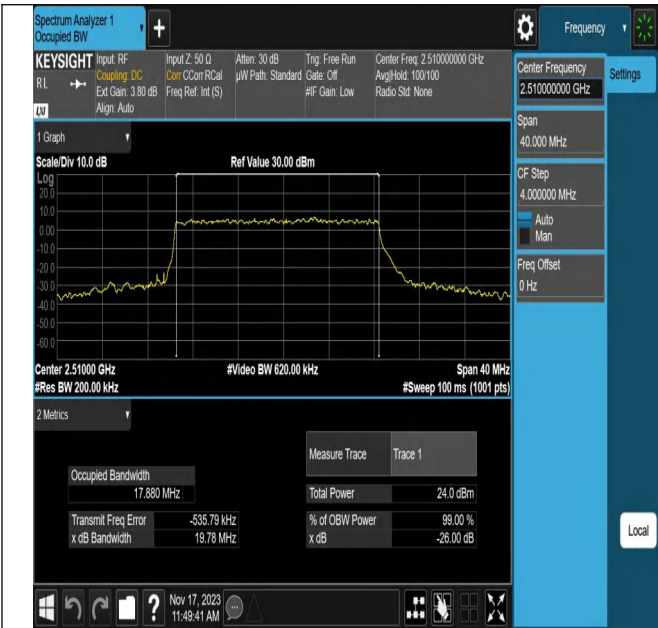 Spectrum Analyzer 1
Occupied BW
+
Frequency
KEYSIGHT
RL
LXI
Input: RF
Coupling: DC
Ext Gain: 3.80 dB
Align: Auto
Input Z: 50 Ω
Corr CCorr RCal
Freq Ref: Int (S)
Atten: 30 dB
µW Path: Standard
Trig: Free Run
Gate: Off
#IF Gain: Low
Center Freq: 2.510000000 GHz
Avg|Hold: 100/100
Radio Std: None
Center Frequency
2.510000000 GHz
Settings
Span
40.000 MHz
CF Step
4.000000 MHz
Auto
Man
Freq Offset
0 Hz
Local
1 Graph
Scale/Div 10.0 dB
Ref Value 30.00 dBm
Log
20.0
10.0
0.00
-10.0
-20.0
-30.0
-40.0
-50.0
-60.0
Center 2.51000 GHz
#Video BW 620.00 kHz
Span 40 MHz
#Res BW 200.00 kHz
#Sweep 100 ms (1001 pts)
2 Metrics
Measure Trace Trace 1
Occupied Bandwidth
17.880 MHz
Total Power 24.0 dBm
Transmit Freq Error -535.79 kHz
% of OBW Power 99.00 %
x dB Bandwidth 19.78 MHz
x dB -26.00 dB
?
Nov 17, 2023
11:49:41 AM